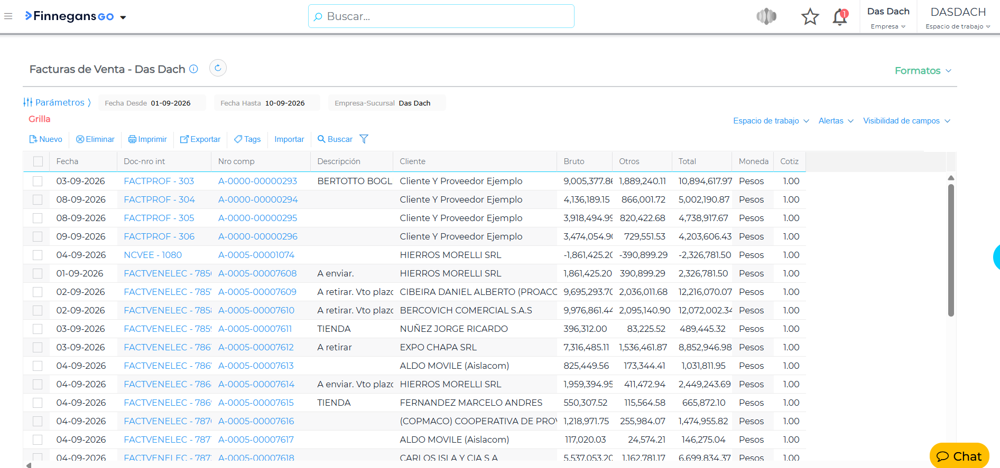 FinnegansGO
Buscar...
1
Das Dach
Empresa
DASDACH
Espacio de trabajo
Facturas de Venta - Das Dach
Formatos
Parámetros
Fecha Desde 01-09-2026
Fecha Hasta 10-09-2026
Empresa-Sucursal Das Dach
Grilla
Espacio de trabajo Alertas Visibilidad de campos
Nuevo Eliminar Imprimir Exportar Tags Importar Buscar
Fecha Doc-nro int Nro comp Descripción Cliente Bruto Otros Total Moneda Cotiz
03-09-2026 FACTPROF - 303 A-0000-00000293 BERTOTTO BOGL Cliente Y Proveedor Ejemplo 9,005,377.86 1,889,240.11 10,894,617.97 Pesos 1.00
08-09-2026 FACTPROF - 304 A-0000-00000294 Cliente Y Proveedor Ejemplo 4,136,189.15 866,001.72 5,002,190.87 Pesos 1.00
08-09-2026 FACTPROF - 305 A-0000-00000295 Cliente Y Proveedor Ejemplo 3,918,494.99 820,422.68 4,738,917.67 Pesos 1.00
09-09-2026 FACTPROF - 306 A-0000-00000296 Cliente Y Proveedor Ejemplo 3,474,054.90 729,551.53 4,203,606.43 Pesos 1.00
04-09-2026 NCVEE - 1080 A-0005-00001074 HIERROS MORELLI SRL -1,861,425.20 -390,899.29 -2,326,781.50 Pesos 1.00
01-09-2026 FACTVENELEC - 785 A-0005-00007608 A enviar. HIERROS MORELLI SRL 1,861,425.20 390,899.29 2,326,781.50 Pesos 1.00
02-09-2026 FACTVENELEC - 785 A-0005-00007609 A retirar. Vto plazo CIBEIRA DANIEL ALBERTO (PROACC 9,695,293.70 2,036,011.68 12,216,070.07 Pesos 1.00
02-09-2026 FACTVENELEC - 785 A-0005-00007610 A retirar. Vto plazo BERCOVICH COMERCIAL S.A.S 9,976,861.44 2,095,140.90 12,072,002.34 Pesos 1.00
03-09-2026 FACTVENELEC - 785 A-0005-00007611 TIENDA NUÑEZ JORGE RICARDO 396,312.00 83,225.52 489,445.32 Pesos 1.00
03-09-2026 FACTVENELEC - 786 A-0005-00007612 A retirar EXPO CHAPA SRL 7,316,485.11 1,536,461.87 8,852,946.98 Pesos 1.00
04-09-2026 FACTVENELEC - 786 A-0005-00007613 ALDO MOVILE (Aislacom) 825,449.56 173,344.41 1,031,811.95 Pesos 1.00
04-09-2026 FACTVENELEC - 786 A-0005-00007614 A enviar. Vto plazo HIERROS MORELLI SRL 1,959,394.95 411,472.94 2,449,243.69 Pesos 1.00
04-09-2026 FACTVENELEC - 786 A-0005-00007615 TIENDA FERNANDEZ MARCELO ANDRES 550,307.52 115,564.58 665,872.10 Pesos 1.00
04-09-2026 FACTVENELEC - 787 A-0005-00007616 (COPMACO) COOPERATIVA DE PROV 1,218,971.75 255,984.07 1,474,955.82 Pesos 1.00
04-09-2026 FACTVENELEC - 787 A-0005-00007617 ALDO MOVILE (Aislacom) 117,020.03 24,574.21 146,275.04 Pesos 1.00
04-09-2026 FACTVENELEC - 787 A-0005-00007618 CARLOS ISLA Y CIA S A 5,537,053.20 1,162,781.17 6,699,834.37 Pesos 1.00
Chat